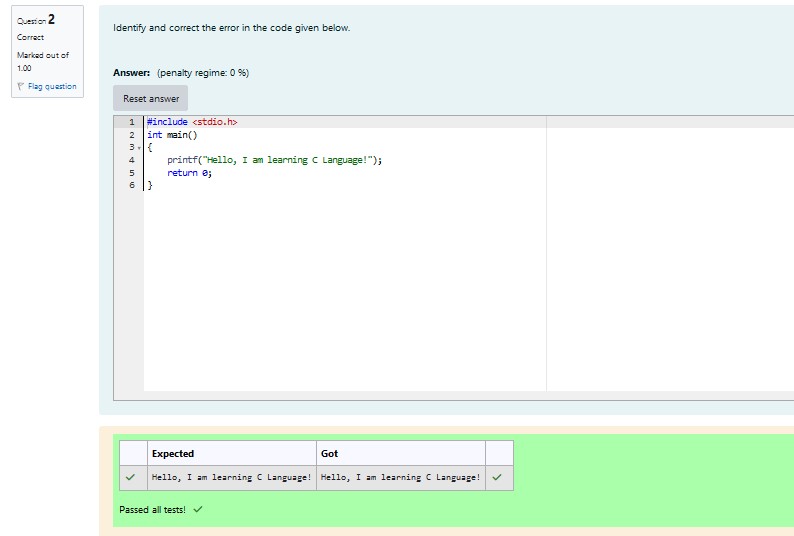 Question 2
Correct
Marked out of
1.00
Flag question
Identify and correct the error in the code given below.
Answer: (penalty regime: 0 %)
Reset answer
1 #include <stdio.h>
2 int main()
3 {
4 printf("Hello, I am learning C Language!");
5 return 0;
6 }
Expected Got
Hello, I am learning C Language! Hello, I am learning C Language!
Passed all tests!